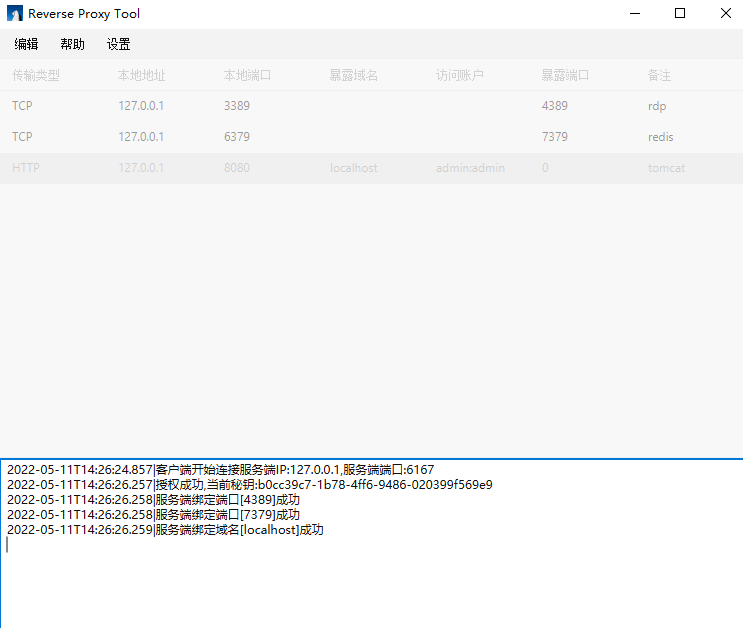 Reverse Proxy Tool
编辑 帮助 设置
传输类型 本地地址 本地端口 暴露域名 访问账户 暴露端口 备注
TCP 127.0.0.1 3389 4389 rdp
TCP 127.0.0.1 6379 7379 redis
HTTP 127.0.0.1 8080 localhost admin:admin 0 tomcat
2022-05-11T14:26:24.857|客户端开始连接服务端IP:127.0.0.1,服务端端口:6167
2022-05-11T14:26:26.257|授权成功,当前秘钥:b0cc39c7-1b78-4ff6-9486-020399f569e9
2022-05-11T14:26:26.258|服务端绑定端口[4389]成功
2022-05-11T14:26:26.258|服务端绑定端口[7379]成功
2022-05-11T14:26:26.259|服务端绑定域名[localhost]成功